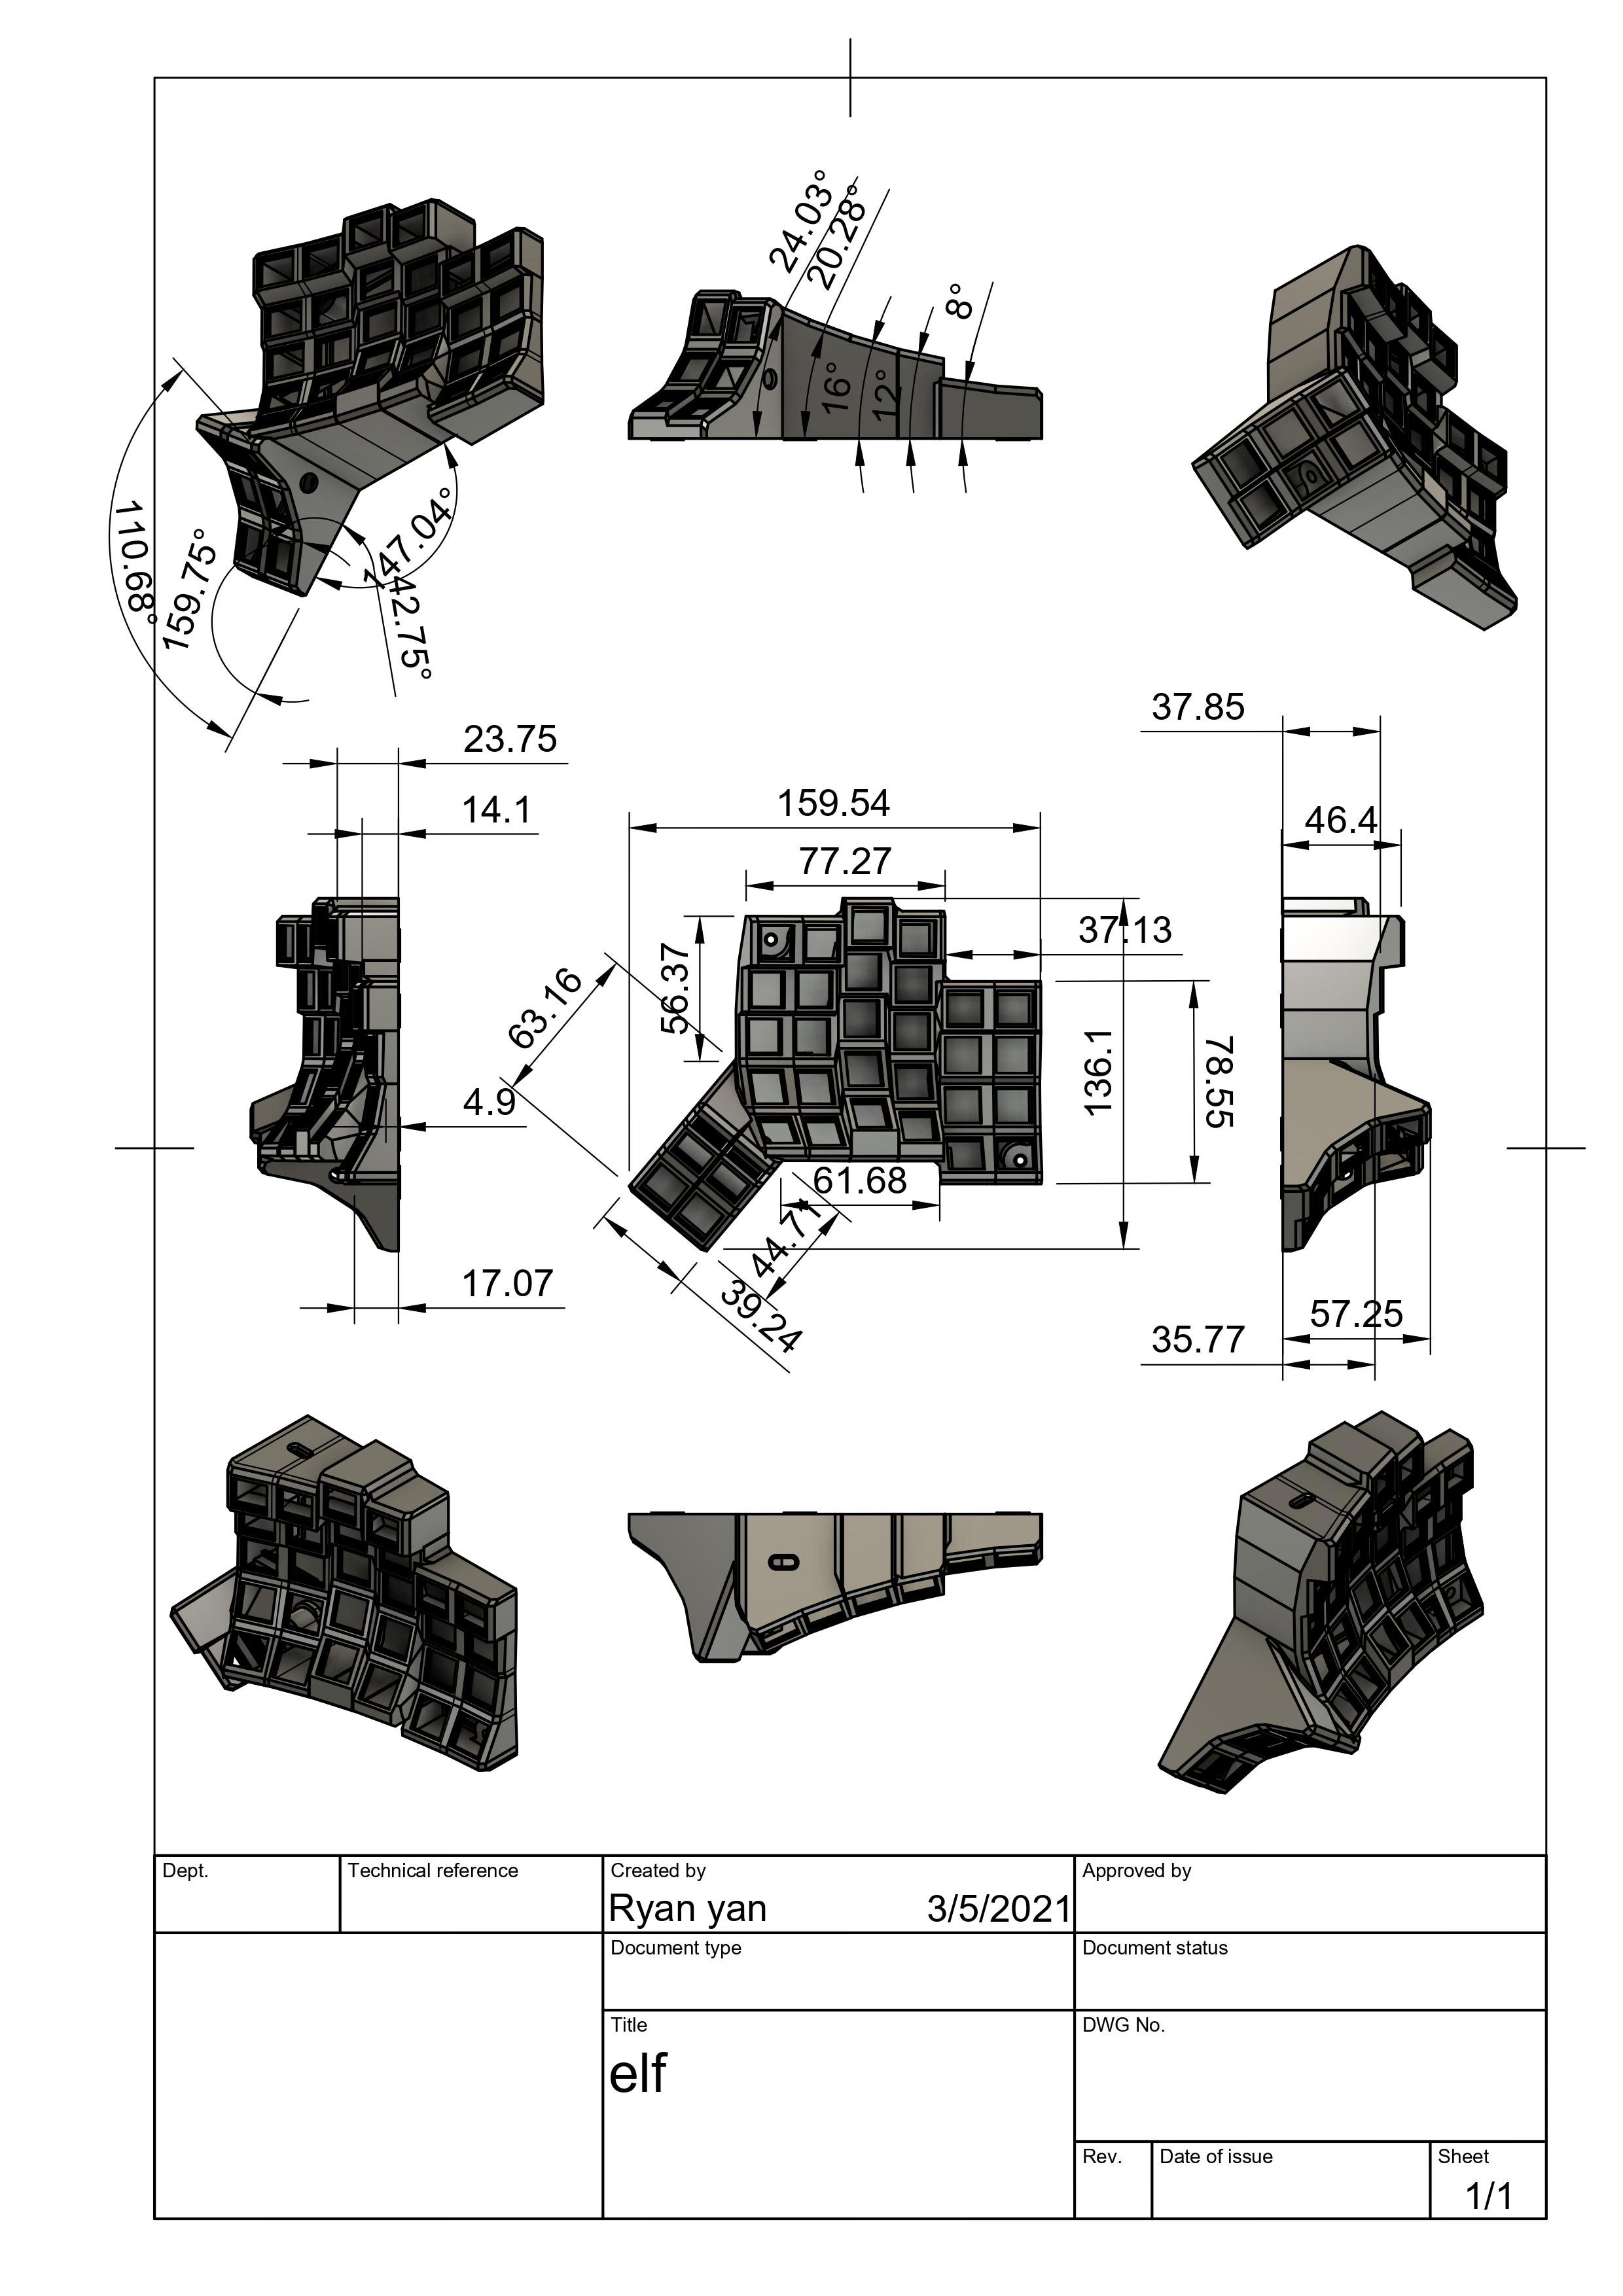 24.03°
20.28°
8°
16°
12°
110.68°
159.75°
147.04°
142.75°
37.85
23.75
14.1
159.54
46.4
77.27
37.13
56.37
63.16
136.1
78.55
4.9
61.68
44.71
39.24
17.07
57.25
35.77
Dept.
Technical reference
Created by
Approved by
Ryan yan 3/5/2021
Document type
Document status
Title
DWG No.
elf
Rev.
Date of issue
Sheet
1/1